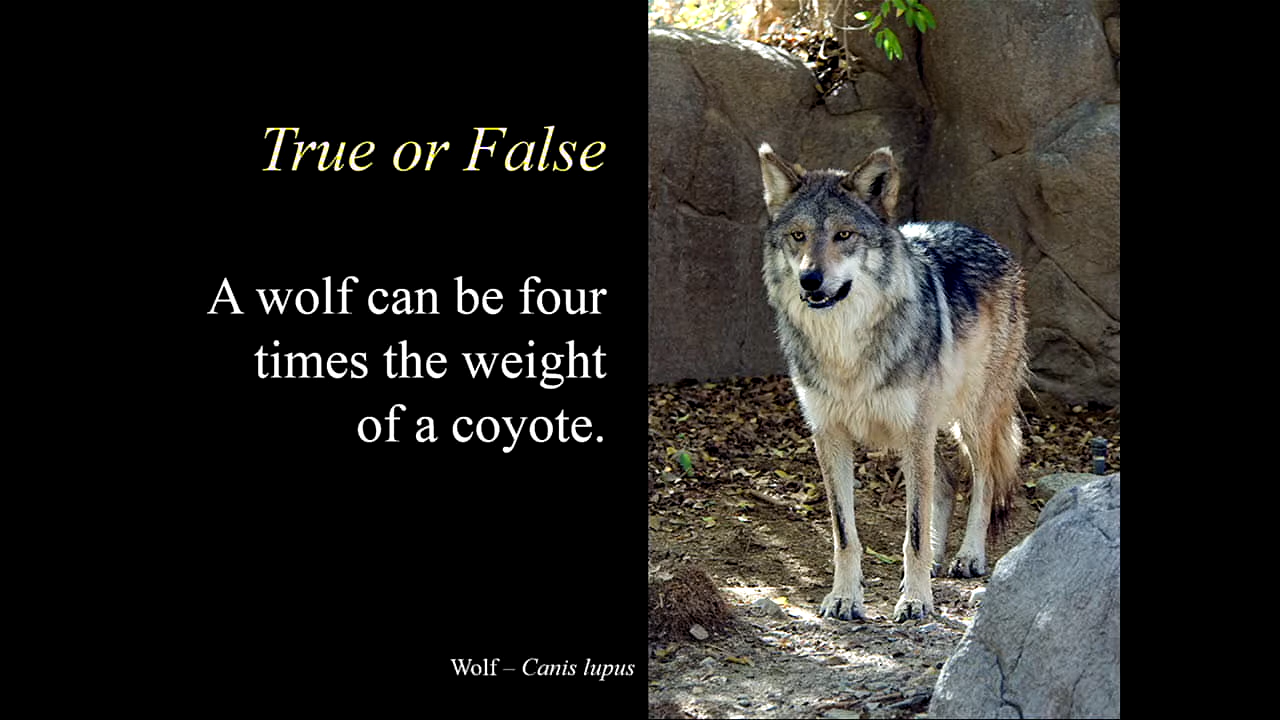 True or False
A wolf can be four
times the weight
of a coyote.
Wolf – Canis lupus